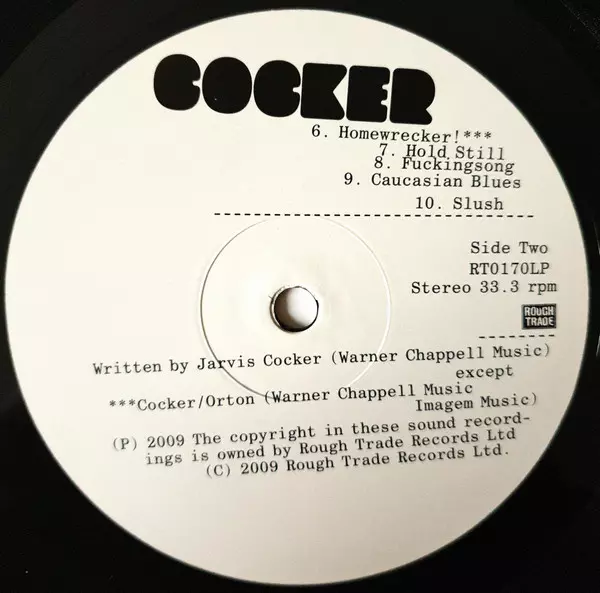 COCKER
6. Homewrecker!***
7. Hold Still
8. Fuckingsong
9. Caucasian Blues
10. Slush
Side Two
RT0170LP
Stereo 33.3 rpm
ROUGH
TRADE
Written by Jarvis Cocker (Warner Chappell Music)
except
***Cocker/Orton (Warner Chappell Music
Imagem Music)
(P) 2009 The copyright in these sound record-
ings is owned by Rough Trade Records Ltd
(C) 2009 Rough Trade Records Ltd.